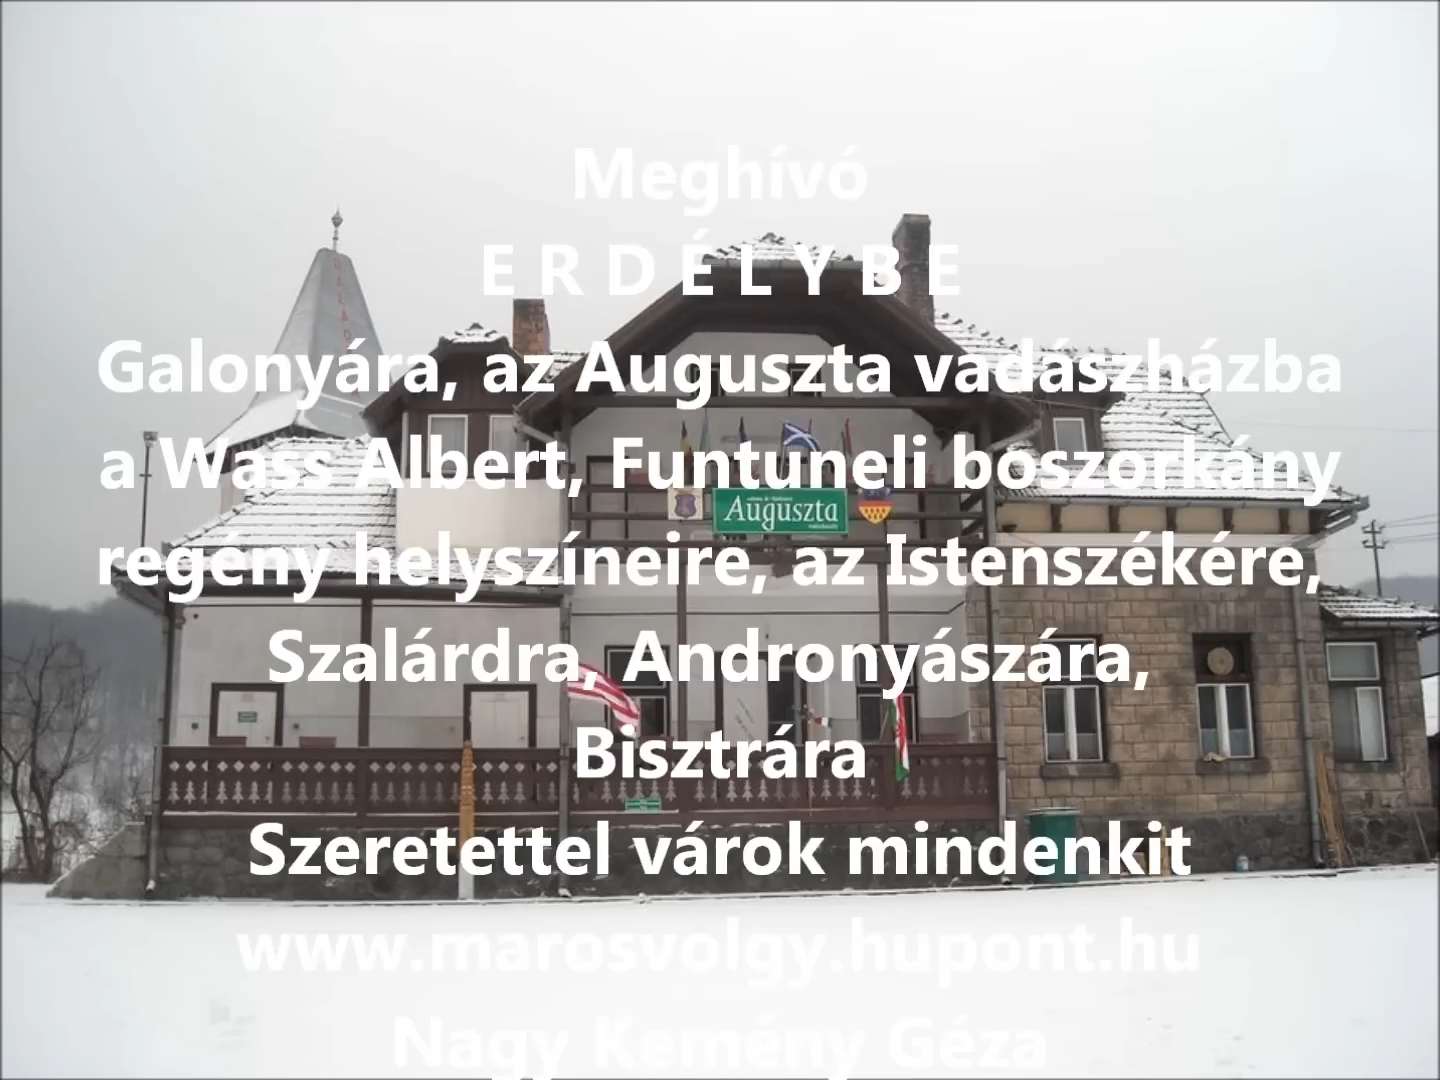 Meghívó
E R D É L Y B E
Galonyára, az Auguszta vadászházba
a Wass Albert, Funtuneli boszorkány
regény helyszíneire, az Istenszékére,
Szalárdra, Andronyászára,
Bisztrára
Szeretettel várok mindenkit
www.marosvolgy.hupont.hu
Nagy Kemény Géza
Auguszta